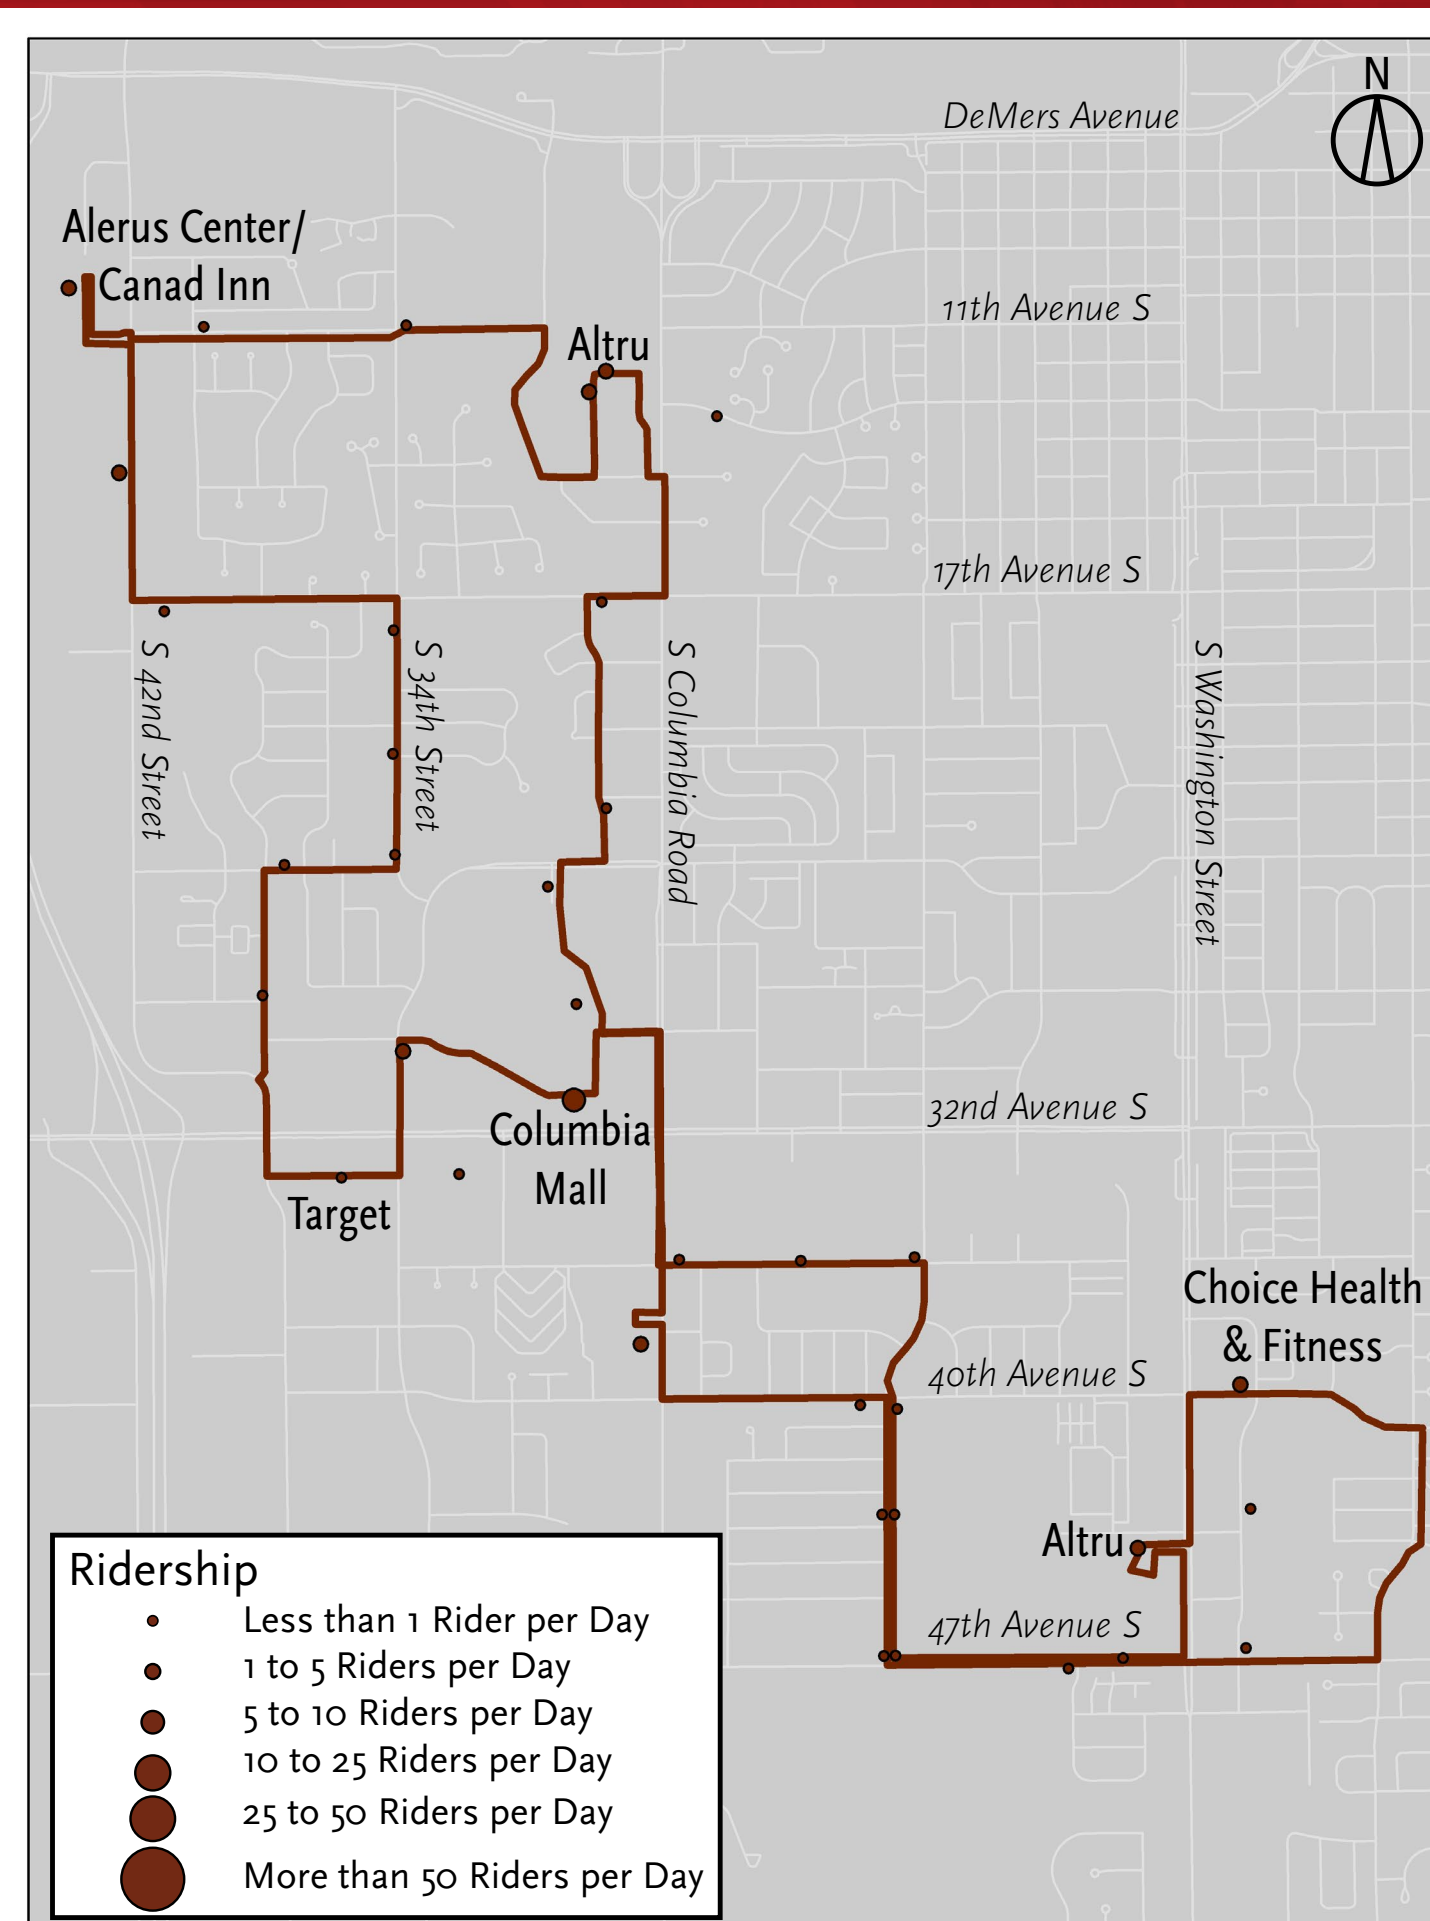 N
DeMers Avenue
Alerus Center/
Canad Inn
11th Avenue S
Altru
17th Avenue S
S 42nd Street
S 34th Street
S Columbia Road
S Washington Street
32nd Avenue S
Columbia
Mall
Target
Choice Health
& Fitness
40th Avenue S
Altru
47th Avenue S
Ridership
Less than 1 Rider per Day
1 to 5 Riders per Day
5 to 10 Riders per Day
10 to 25 Riders per Day
25 to 50 Riders per Day
More than 50 Riders per Day